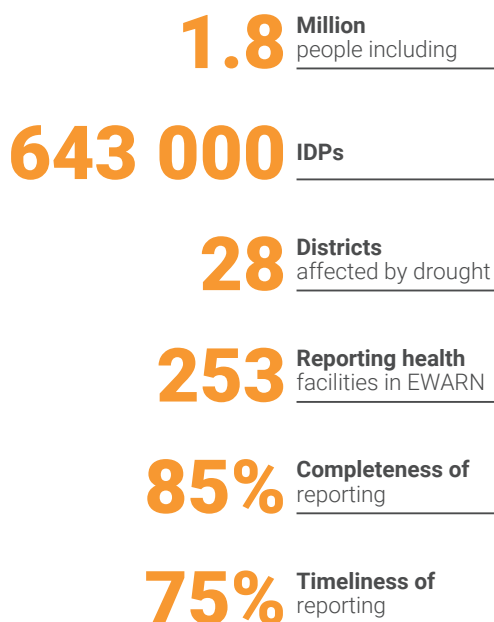 1.8 Million
people including
643 000 IDPs
28 Districts
affected by drought
253 Reporting health
facilities in EWARN
85% Completeness of
reporting
75% Timeliness of
reporting